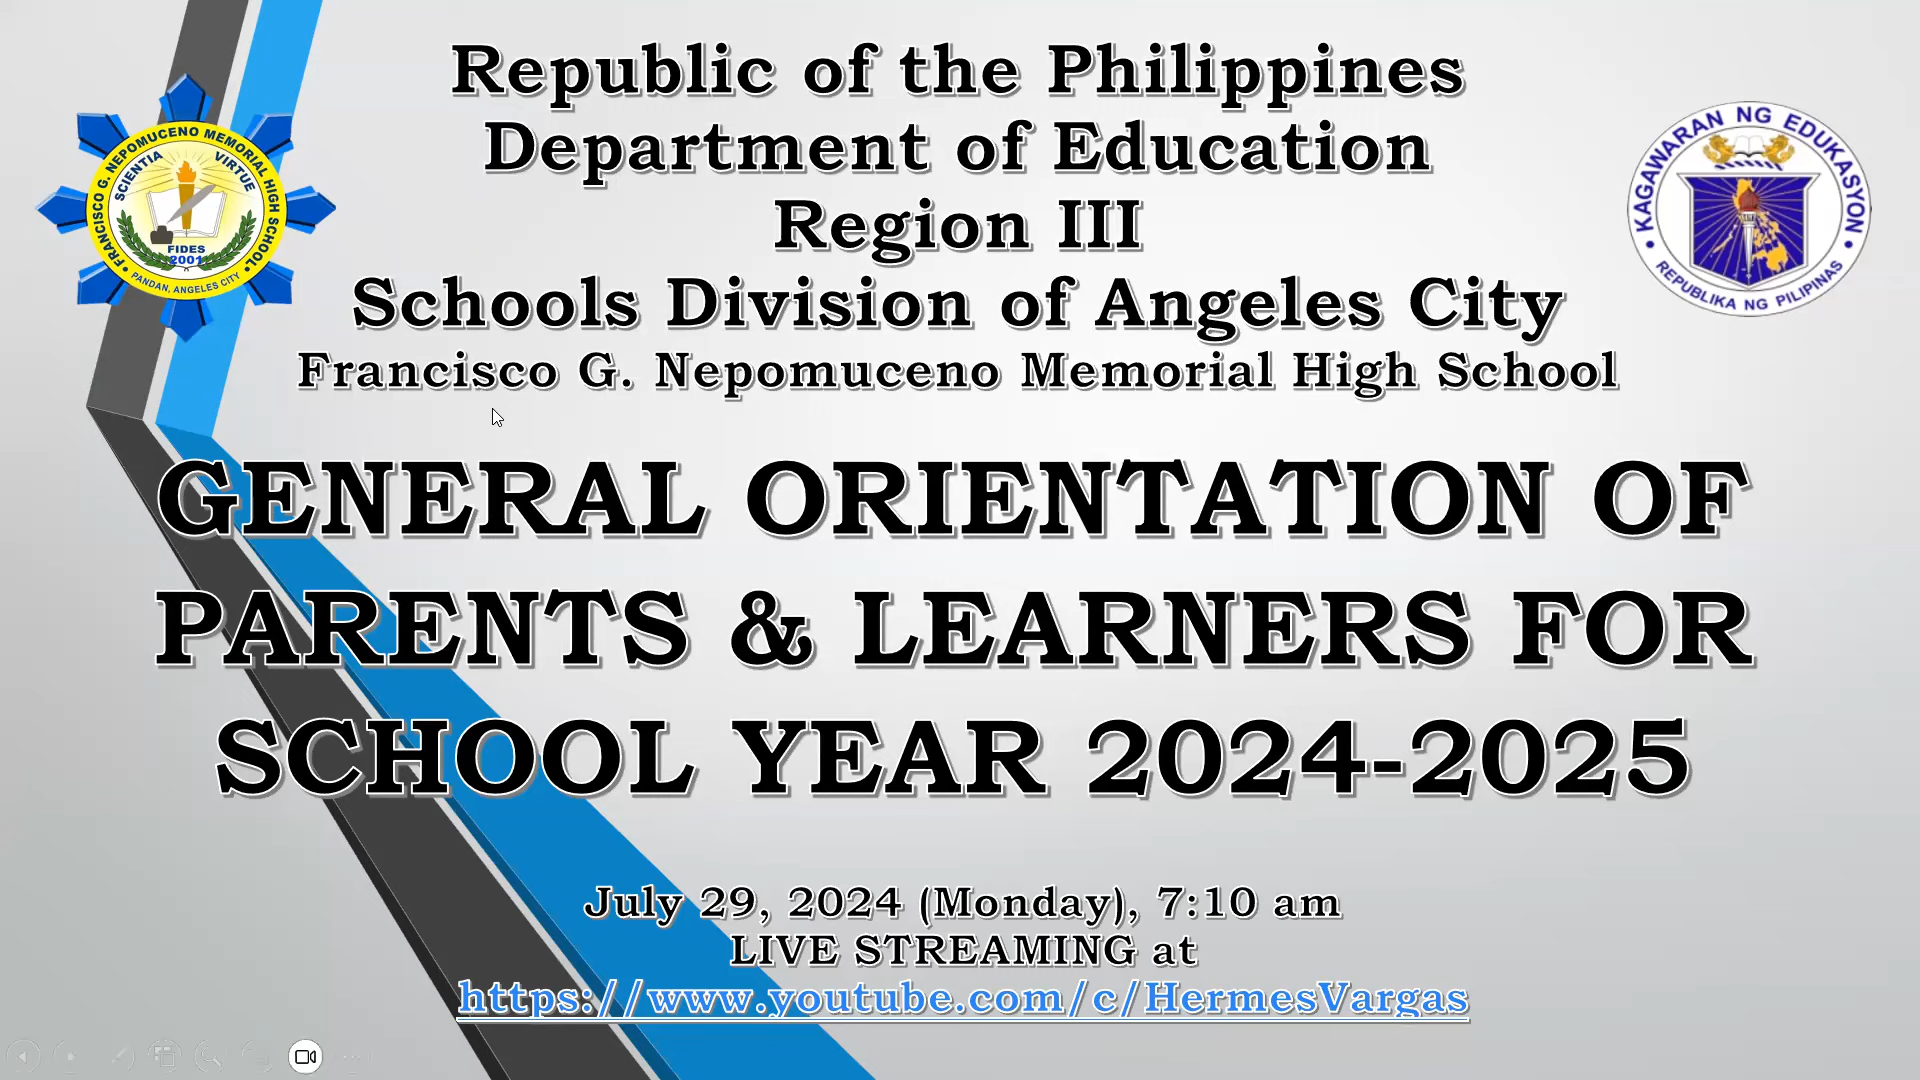 Republic of the Philippines
Department of Education
Region III
Schools Division of Angeles City
Francisco G. Nepomuceno Memorial High School
FRANCISCO G. NEPOMUCENO MEMORIAL HIGH SCHOOL
SCIENTIA VIRTUE
FIDES
2001
PANDAN, ANGELES CITY
KAGAWARAN NG EDUKASYON
REPUBLIKA NG PILIPINAS
GENERAL ORIENTATION OF
PARENTS & LEARNERS FOR
SCHOOL YEAR 2024-2025
July 29, 2024 (Monday), 7:10 am
LIVE STREAMING at
https://www.youtube.com/c/HermesVargas